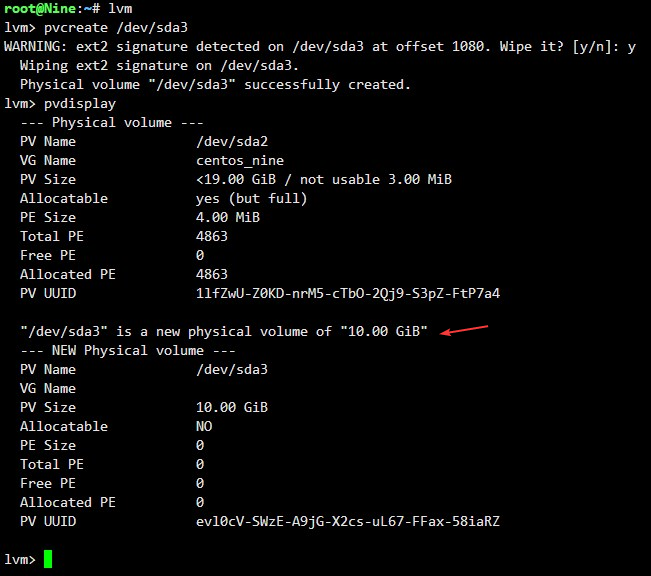 root@Nine:~# lvm
lvm> pvcreate /dev/sda3
WARNING: ext2 signature detected on /dev/sda3 at offset 1080. Wipe it? [y/n]: y
  Wiping ext2 signature on /dev/sda3.
  Physical volume "/dev/sda3" successfully created.
lvm> pvdisplay
  --- Physical volume ---
  PV Name               /dev/sda2
  VG Name               centos_nine
  PV Size               <19.00 GiB / not usable 3.00 MiB
  Allocatable           yes (but full)
  PE Size               4.00 MiB
  Total PE              4863
  Free PE               0
  Allocated PE          4863
  PV UUID               1lfZwU-Z0KD-nrM5-cTbO-2Qj9-S3pZ-FtP7a4

  "/dev/sda3" is a new physical volume of "10.00 GiB"
  --- NEW Physical volume ---
  PV Name               /dev/sda3
  VG Name
  PV Size               10.00 GiB
  Allocatable           NO
  PE Size               0
  Total PE              0
  Free PE               0
  Allocated PE          0
  PV UUID               evl0cV-SWzE-A9jG-X2cs-uL67-FFax-58iaRZ

lvm>